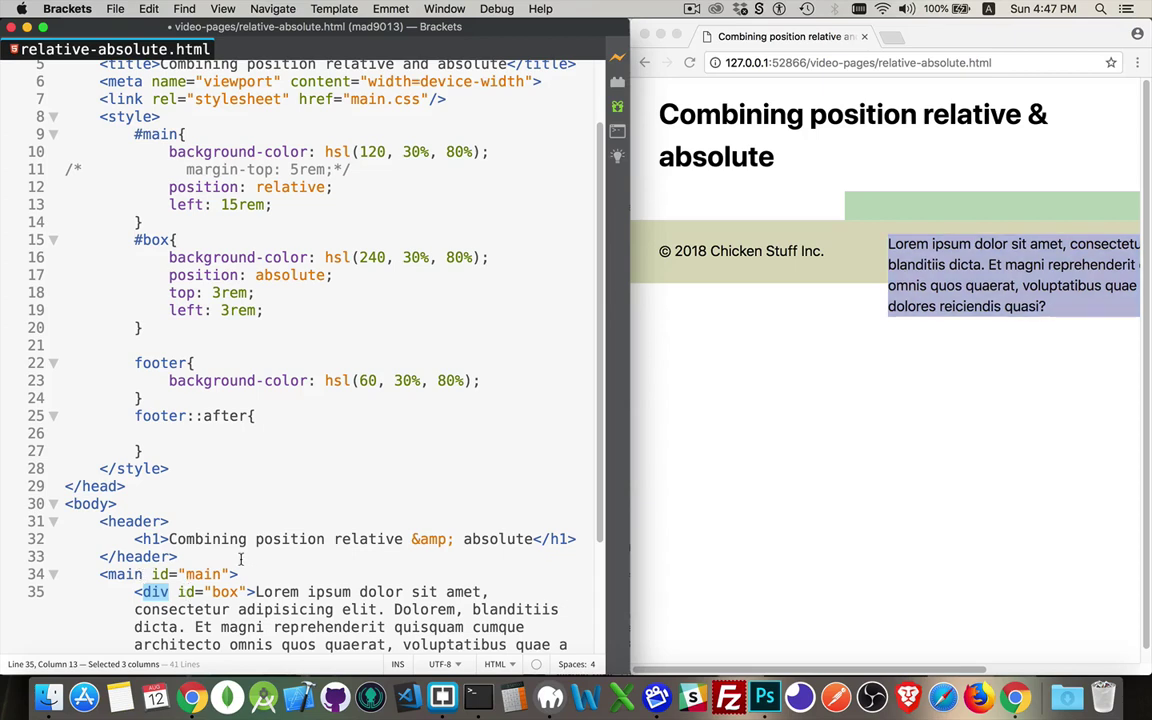 Brackets File Edit Find View Navigate Template Emmet Window Debug Help 100% A Sun 4:47 PM
• video-pages/relative-absolute.html (mad9013) — Brackets
relative-absolute.html
5 <title>Combining position relative and absolute</title>
6 <meta name="viewport" content="width=device-width">
7 <link rel="stylesheet" href="main.css"/>
8 <style>
9 #main{
10 background-color: hsl(120, 30%, 80%);
11 /* margin-top: 5rem;*/
12 position: relative;
13 left: 15rem;
14 }
15 #box{
16 background-color: hsl(240, 30%, 80%);
17 position: absolute;
18 top: 3rem;
19 left: 3rem;
20 }
21
22 footer{
23 background-color: hsl(60, 30%, 80%);
24 }
25 footer::after{
26
27 }
28 </style>
29 </head>
30 <body>
31 <header>
32 <h1>Combining position relative &amp; absolute</h1>
33 </header>
34 <main id="main">
35 <div id="box">Lorem ipsum dolor sit amet,
consectetur adipisicing elit. Dolorem, blanditiis
dicta. Et magni reprehenderit quisquam cumque
architecto omnis quos quaerat, voluptatibus quae a
Line 35, Column 13 — Selected 3 columns — 41 Lines INS UTF-8 HTML Spaces: 4
Combining position relative and
127.0.0.1:52866/video-pages/relative-absolute.html
Combining position relative &
absolute
© 2018 Chicken Stuff Inc.
Lorem ipsum dolor sit amet, consectetu
blanditiis dicta. Et magni reprehenderit
omnis quos quaerat, voluptatibus quae
dolores reiciendis quasi?
AUG
12